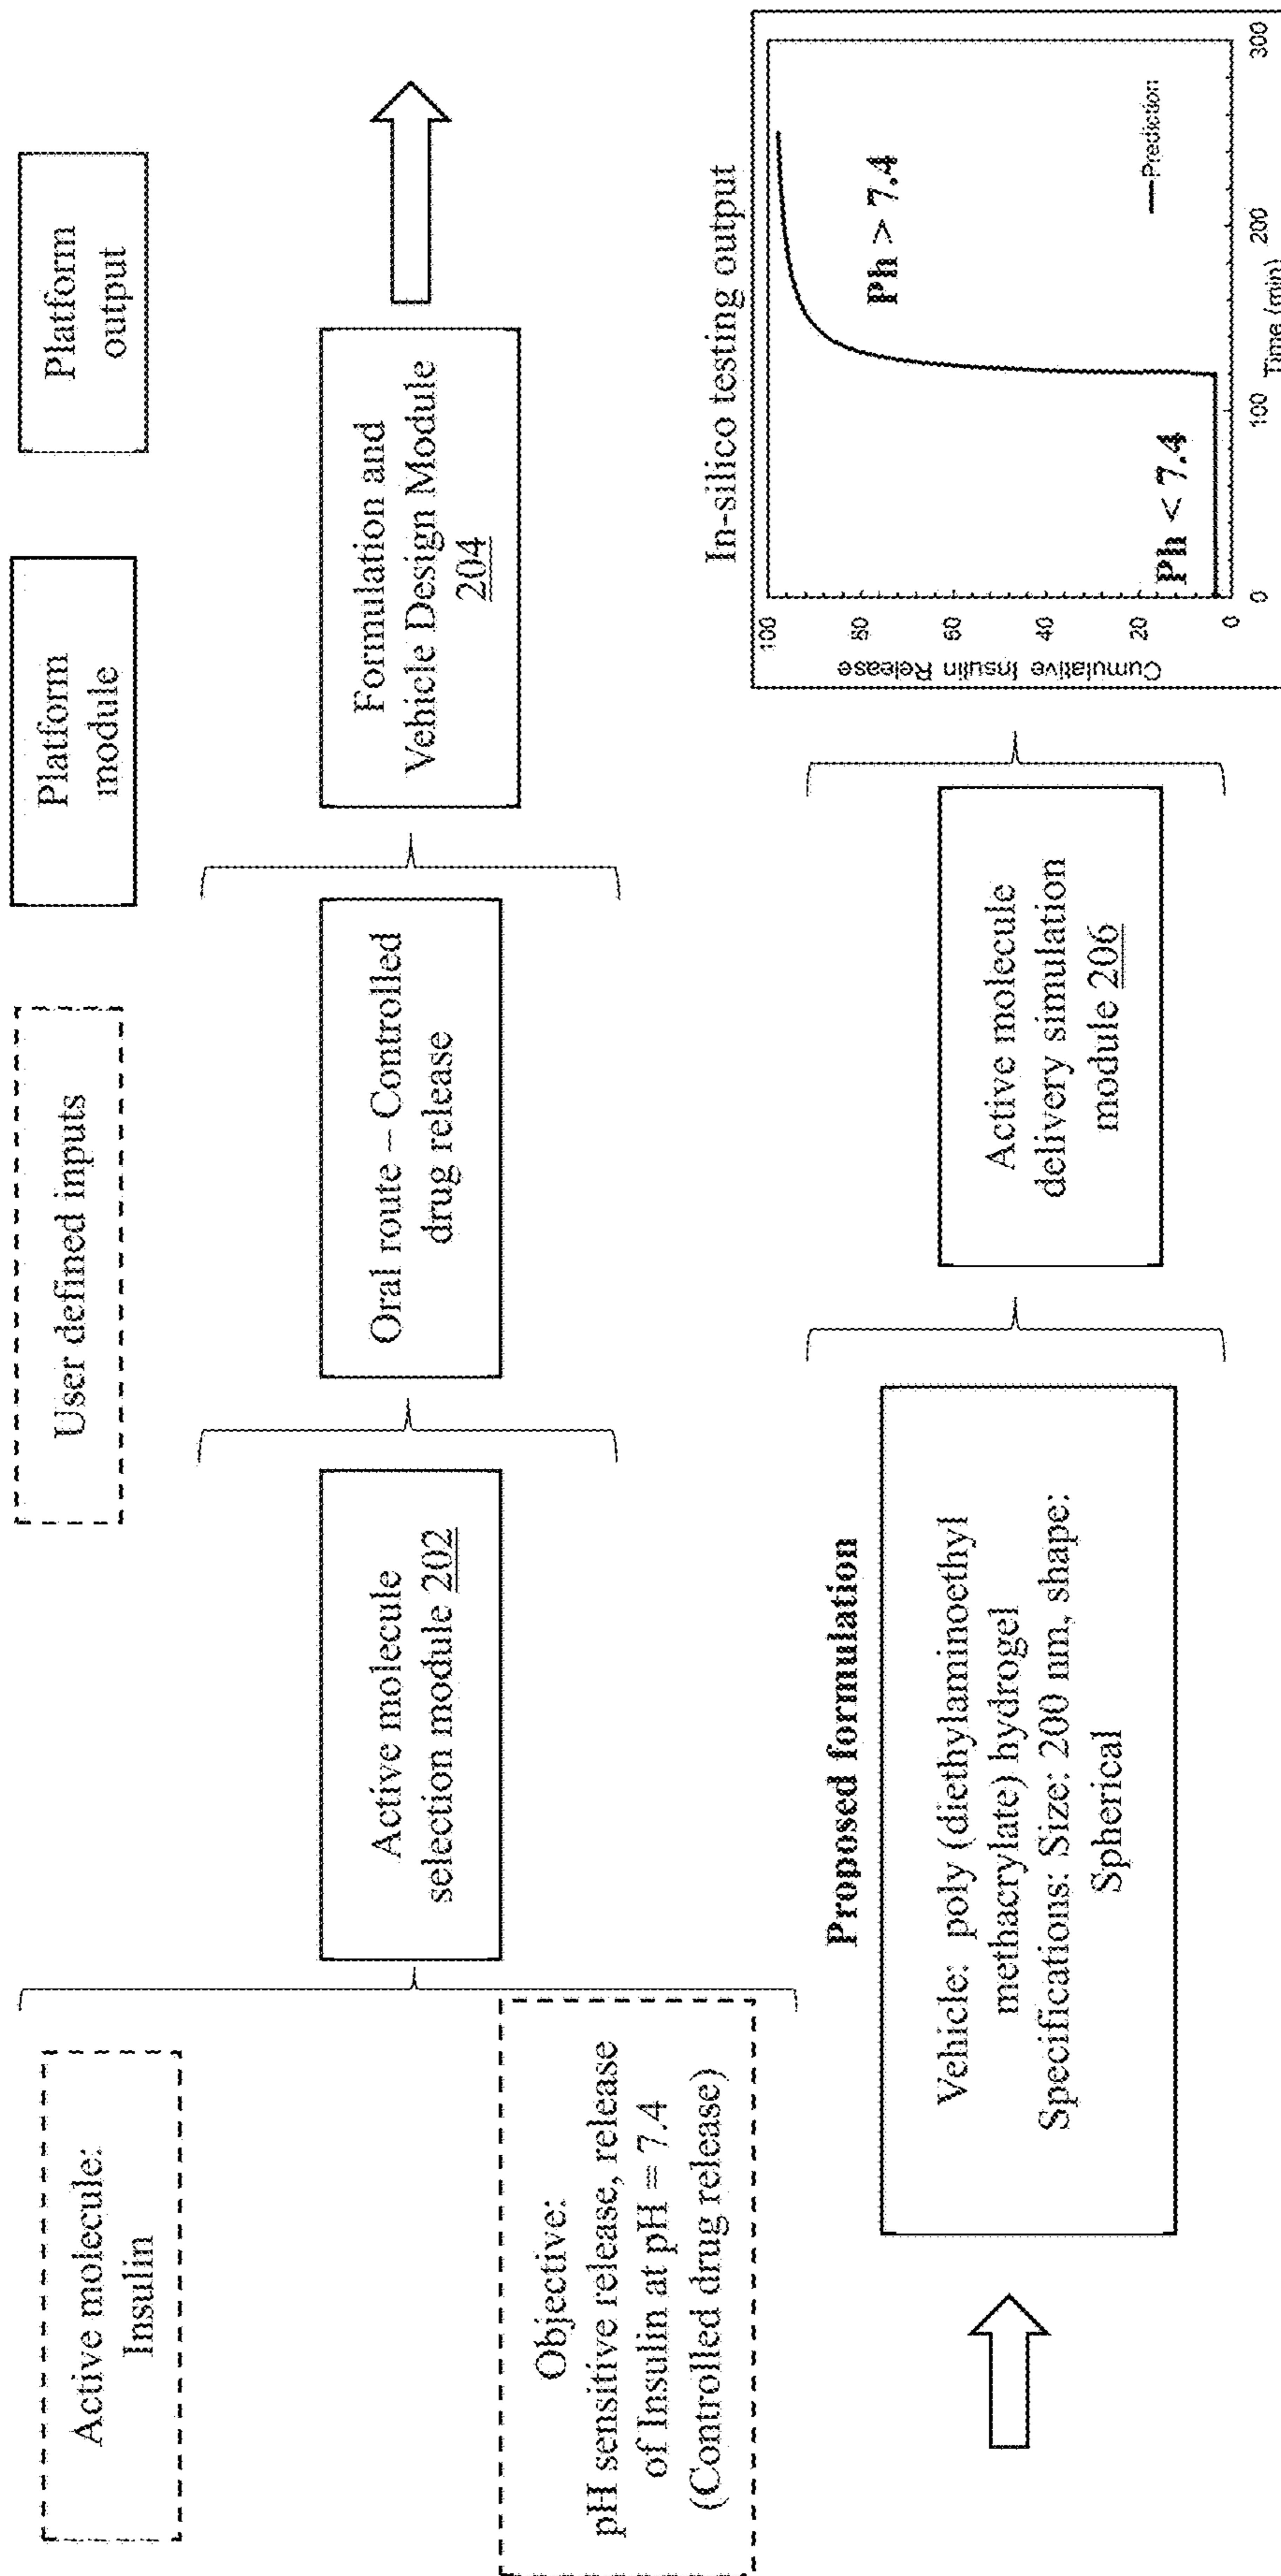 User defined inputs
Platform
module
Platform
output
Active molecule:
Insulin
Objective:
pH sensitive release, release
of Insulin at pH = 7.4
(Controlled drug release)
Active molecule
selection module 202
Oral route – Controlled
drug release
Formulation and
Vehicle Design Module
204
Proposed formulation
Vehicle: poly (diethylaminoethyl
methacrylate) hydrogel
Specifications: Size: 200 nm, shape:
Spherical
Active molecule
delivery simulation
module 206
In-silico testing output
Cumulative Insulin Release
100
80
60
40
20
0
Ph > 7.4
Ph < 7.4
Prediction
0
100
200
300
Time (min)